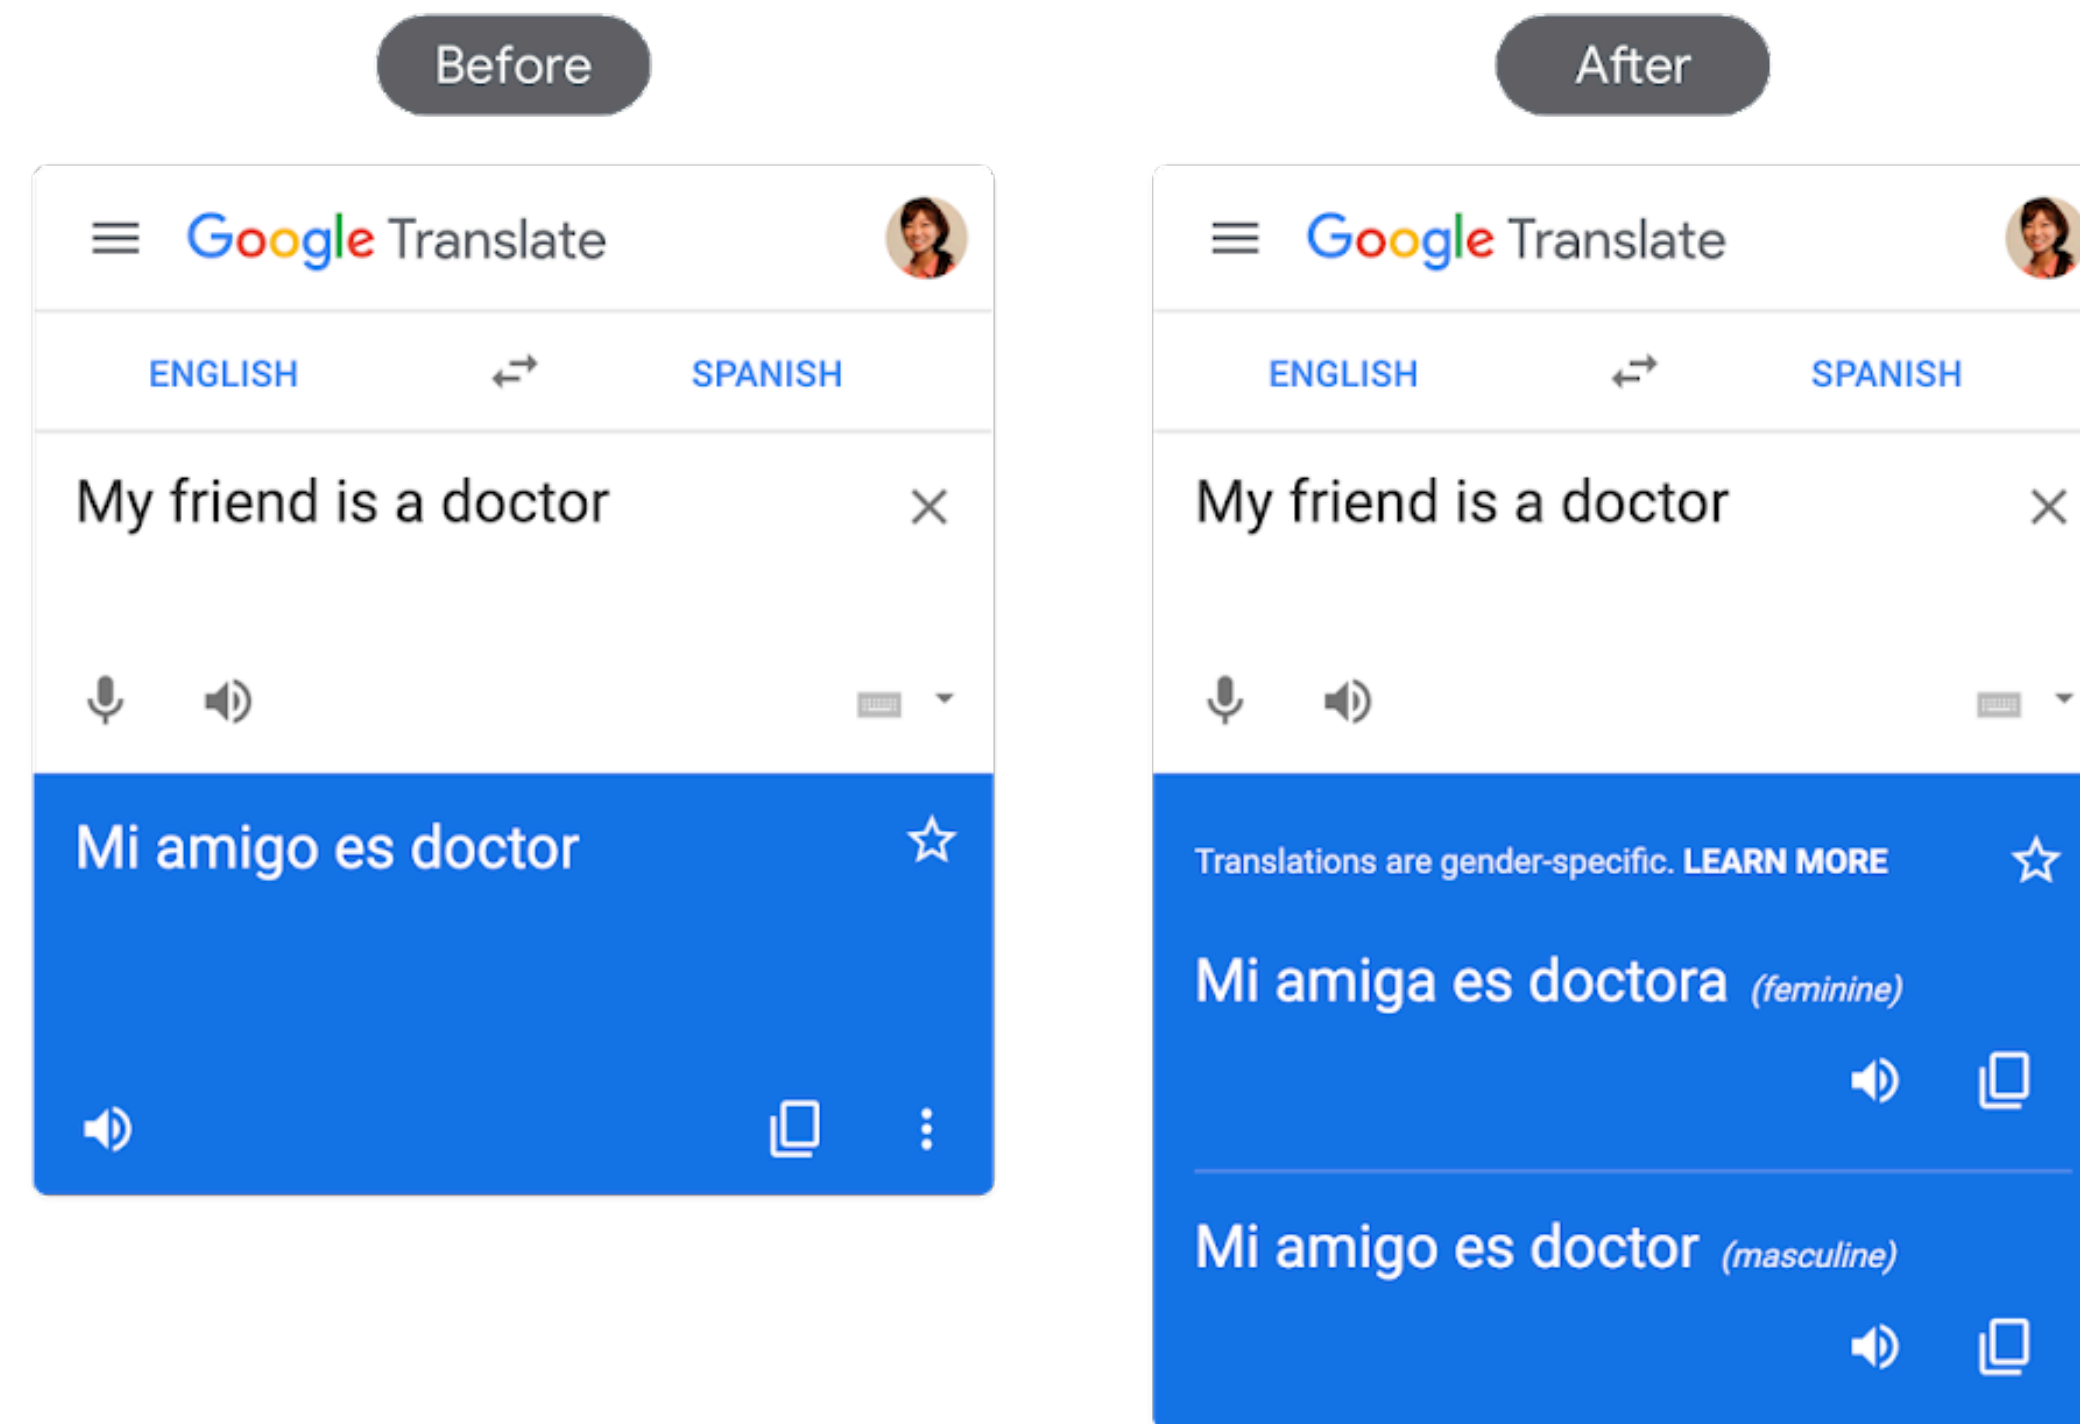 Before
Google Translate
ENGLISH SPANISH
My friend is a doctor
Mi amigo es doctor
After
Google Translate
ENGLISH SPANISH
My friend is a doctor
Translations are gender-specific. LEARN MORE
Mi amiga es doctora (feminine)
Mi amigo es doctor (masculine)